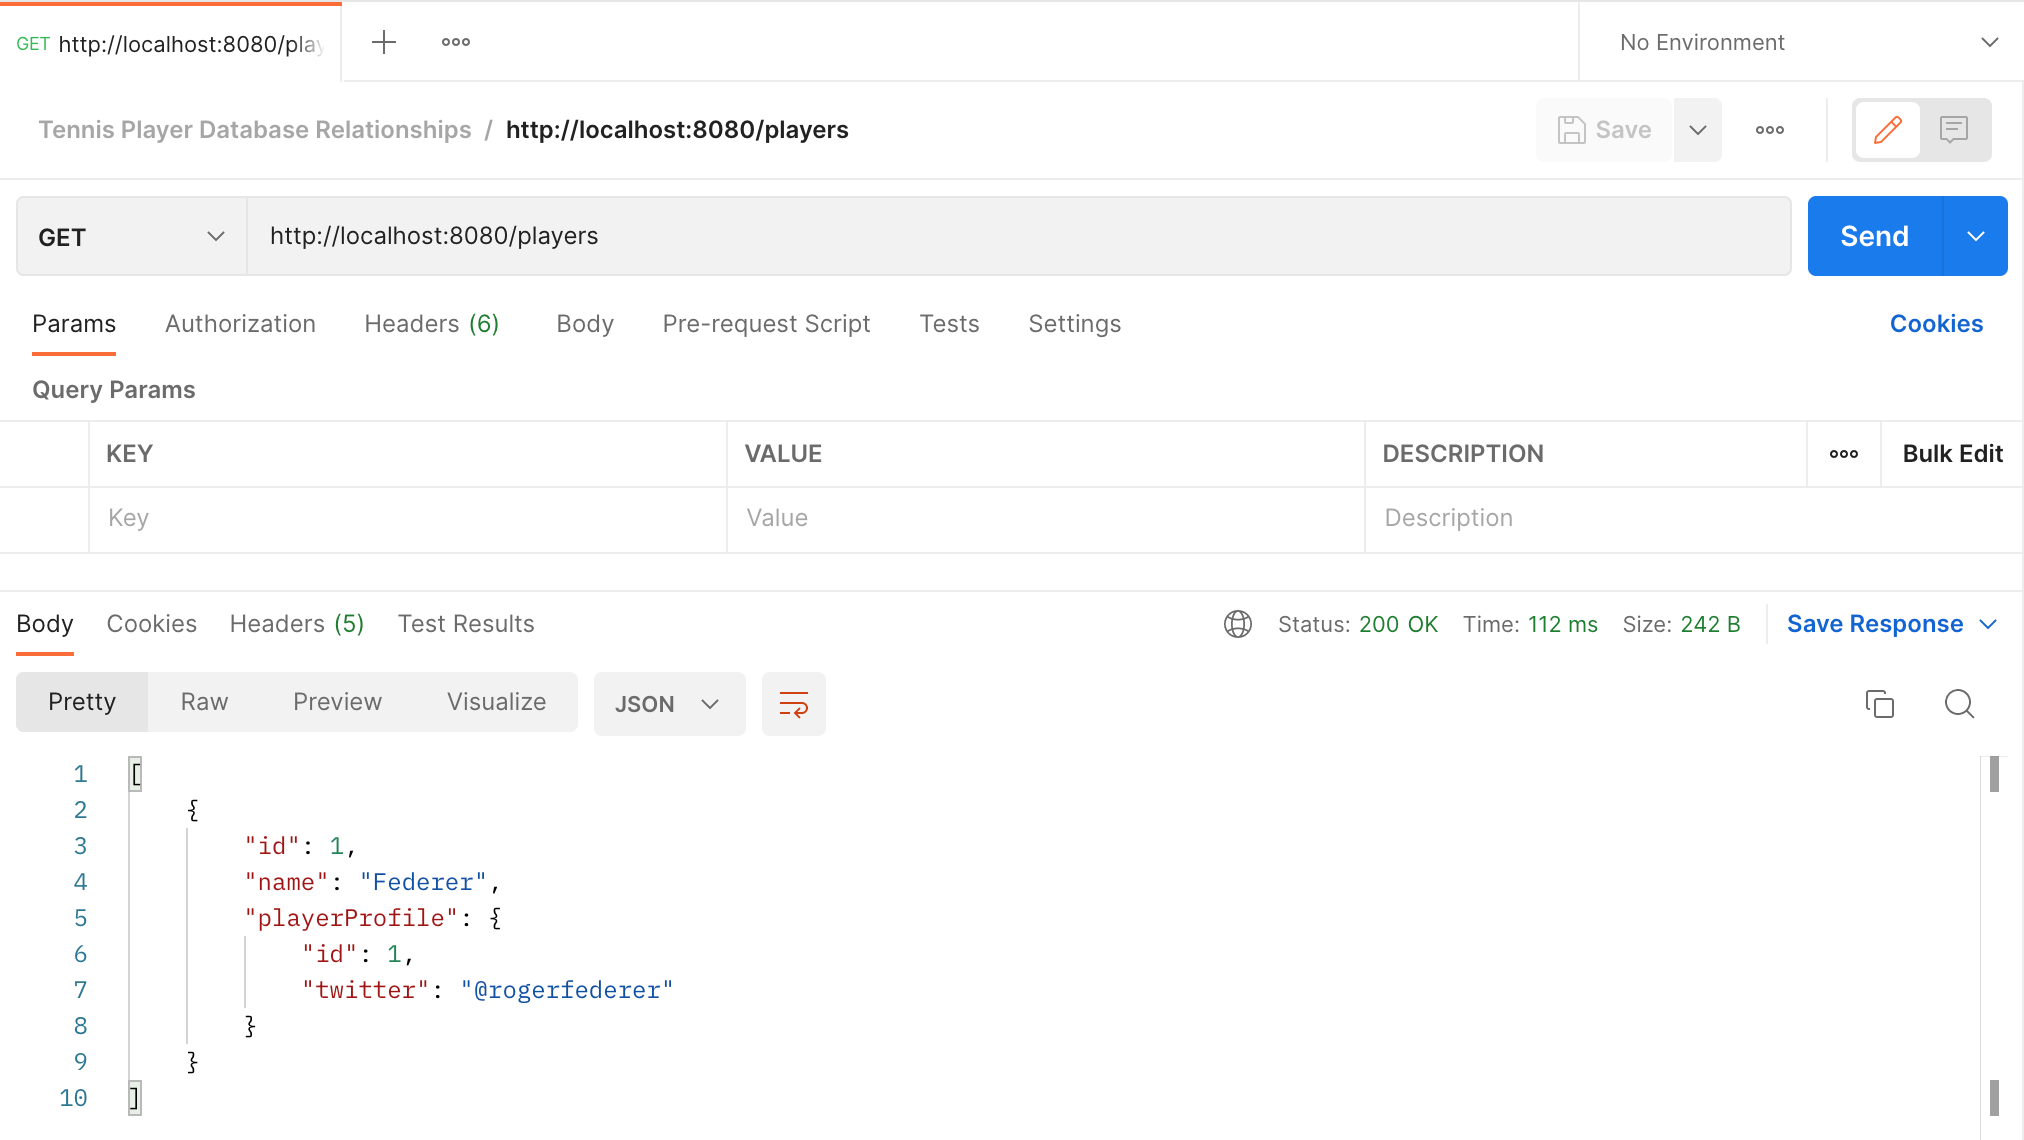 GET http://localhost:8080/play
No Environment
Tennis Player Database Relationships / http://localhost:8080/players
Save
GET http://localhost:8080/players
Send
Params Authorization Headers (6) Body Pre-request Script Tests Settings Cookies
Query Params
KEY VALUE DESCRIPTION Bulk Edit
Key Value Description
Body Cookies Headers (5) Test Results Status: 200 OK Time: 112 ms Size: 242 B Save Response
Pretty Raw Preview Visualize JSON
1 [
2 {
3 "id": 1,
4 "name": "Federer",
5 "playerProfile": {
6 "id": 1,
7 "twitter": "@rogerfederer"
8 }
9 }
10 ]